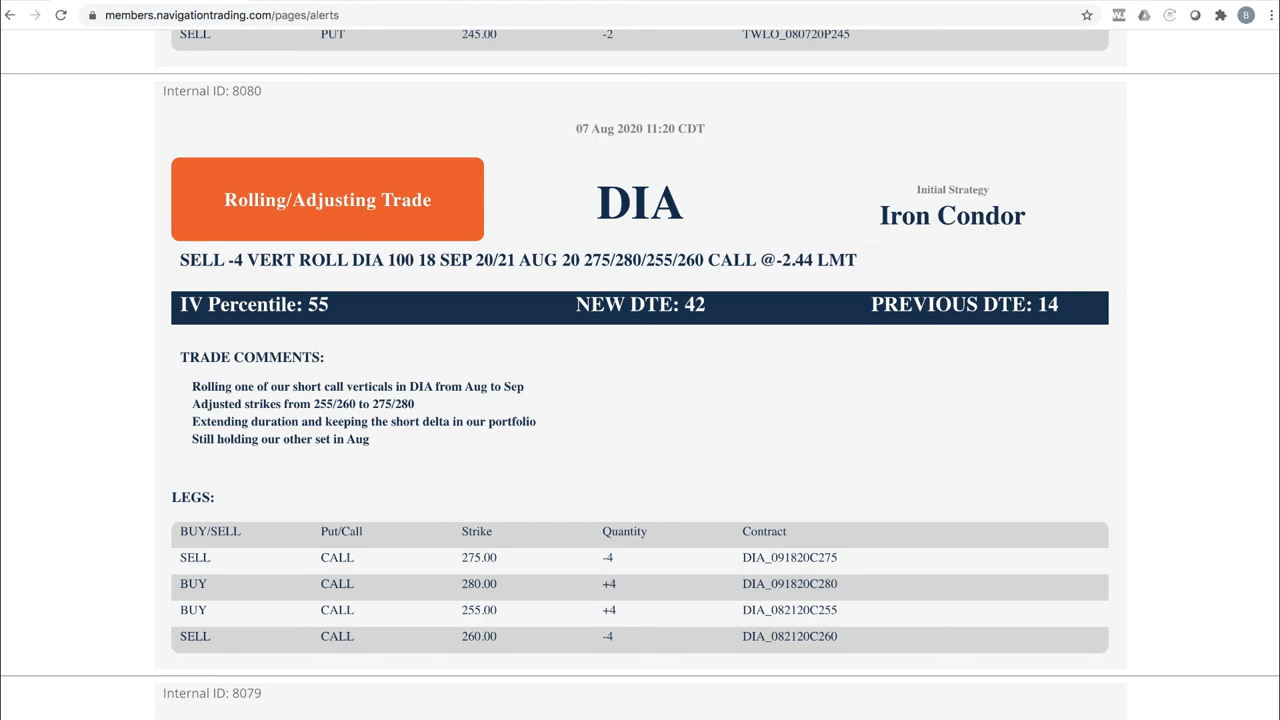 members.navigationtrading.com/pages/alerts
B
SELL PUT 245.00 -2 TWLO_080720P245
Internal ID: 8080
07 Aug 2020 11:20 CDT
Rolling/Adjusting Trade
DIA
Initial Strategy
Iron Condor
SELL -4 VERT ROLL DIA 100 18 SEP 20/21 AUG 20 275/280/255/260 CALL @-2.44 LMT
IV Percentile: 55 NEW DTE: 42 PREVIOUS DTE: 14
TRADE COMMENTS:
Rolling one of our short call verticals in DIA from Aug to Sep
Adjusted strikes from 255/260 to 275/280
Extending duration and keeping the short delta in our portfolio
Still holding our other set in Aug
LEGS:
BUY/SELL Put/Call Strike Quantity Contract
SELL CALL 275.00 -4 DIA_091820C275
BUY CALL 280.00 +4 DIA_091820C280
BUY CALL 255.00 +4 DIA_082120C255
SELL CALL 260.00 -4 DIA_082120C260
Internal ID: 8079